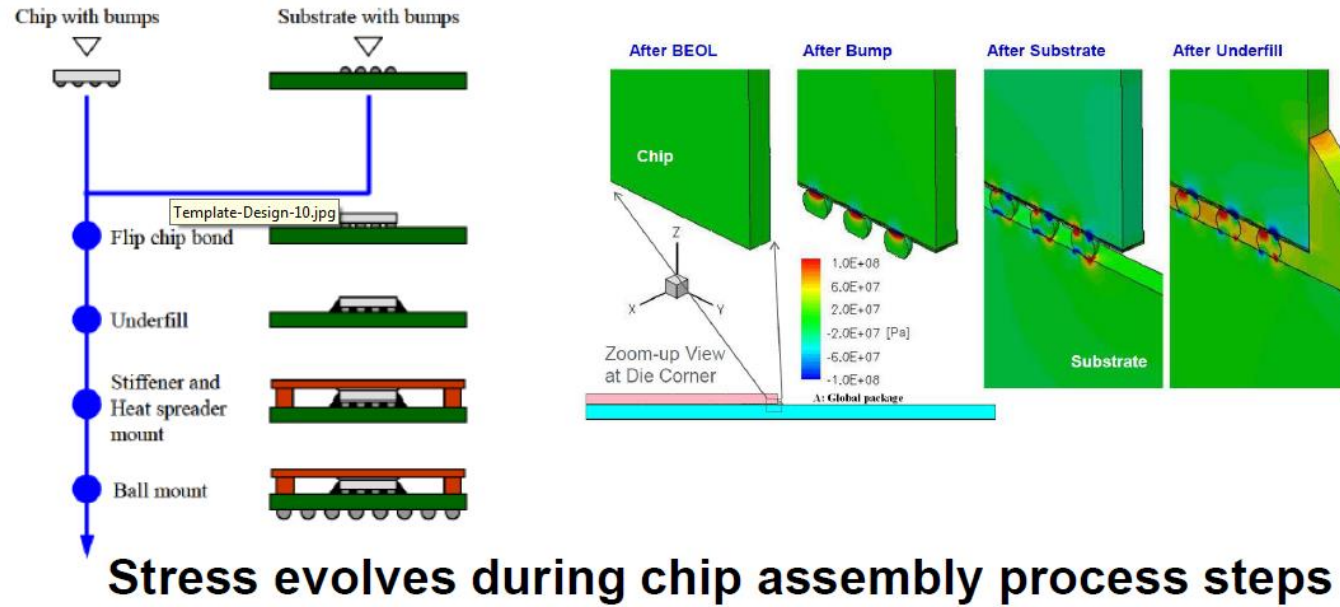 Chip with bumps
Substrate with bumps
Template-Design-10.jpg
Flip chip bond
Underfill
Stiffener and
Heat spreader
mount
Ball mount
After BEOL
After Bump
After Substrate
After Underfill
Chip
Z
X
Y
1.0E+08
6.0E+07
2.0E+07
-2.0E+07 [Pa]
-6.0E+07
-1.0E+08
Zoom-up View
at Die Corner
Substrate
A: Global package
Stress evolves during chip assembly process steps